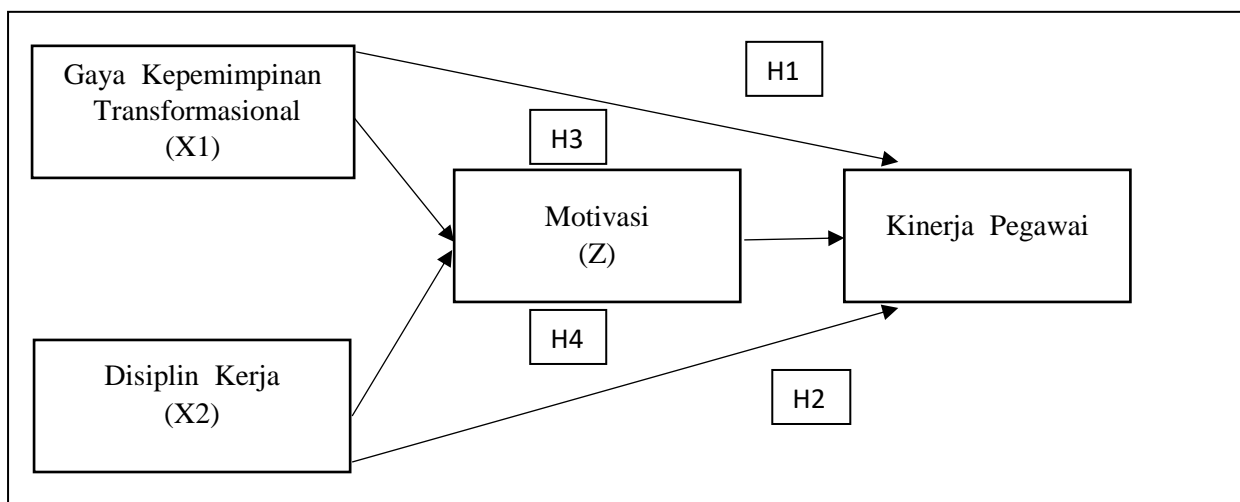 Gaya Kepemimpinan
Transformasional
(X1)
H1
H3
Motivasi
(Z)
Kinerja Pegawai
H4
Disiplin Kerja
(X2)
H2